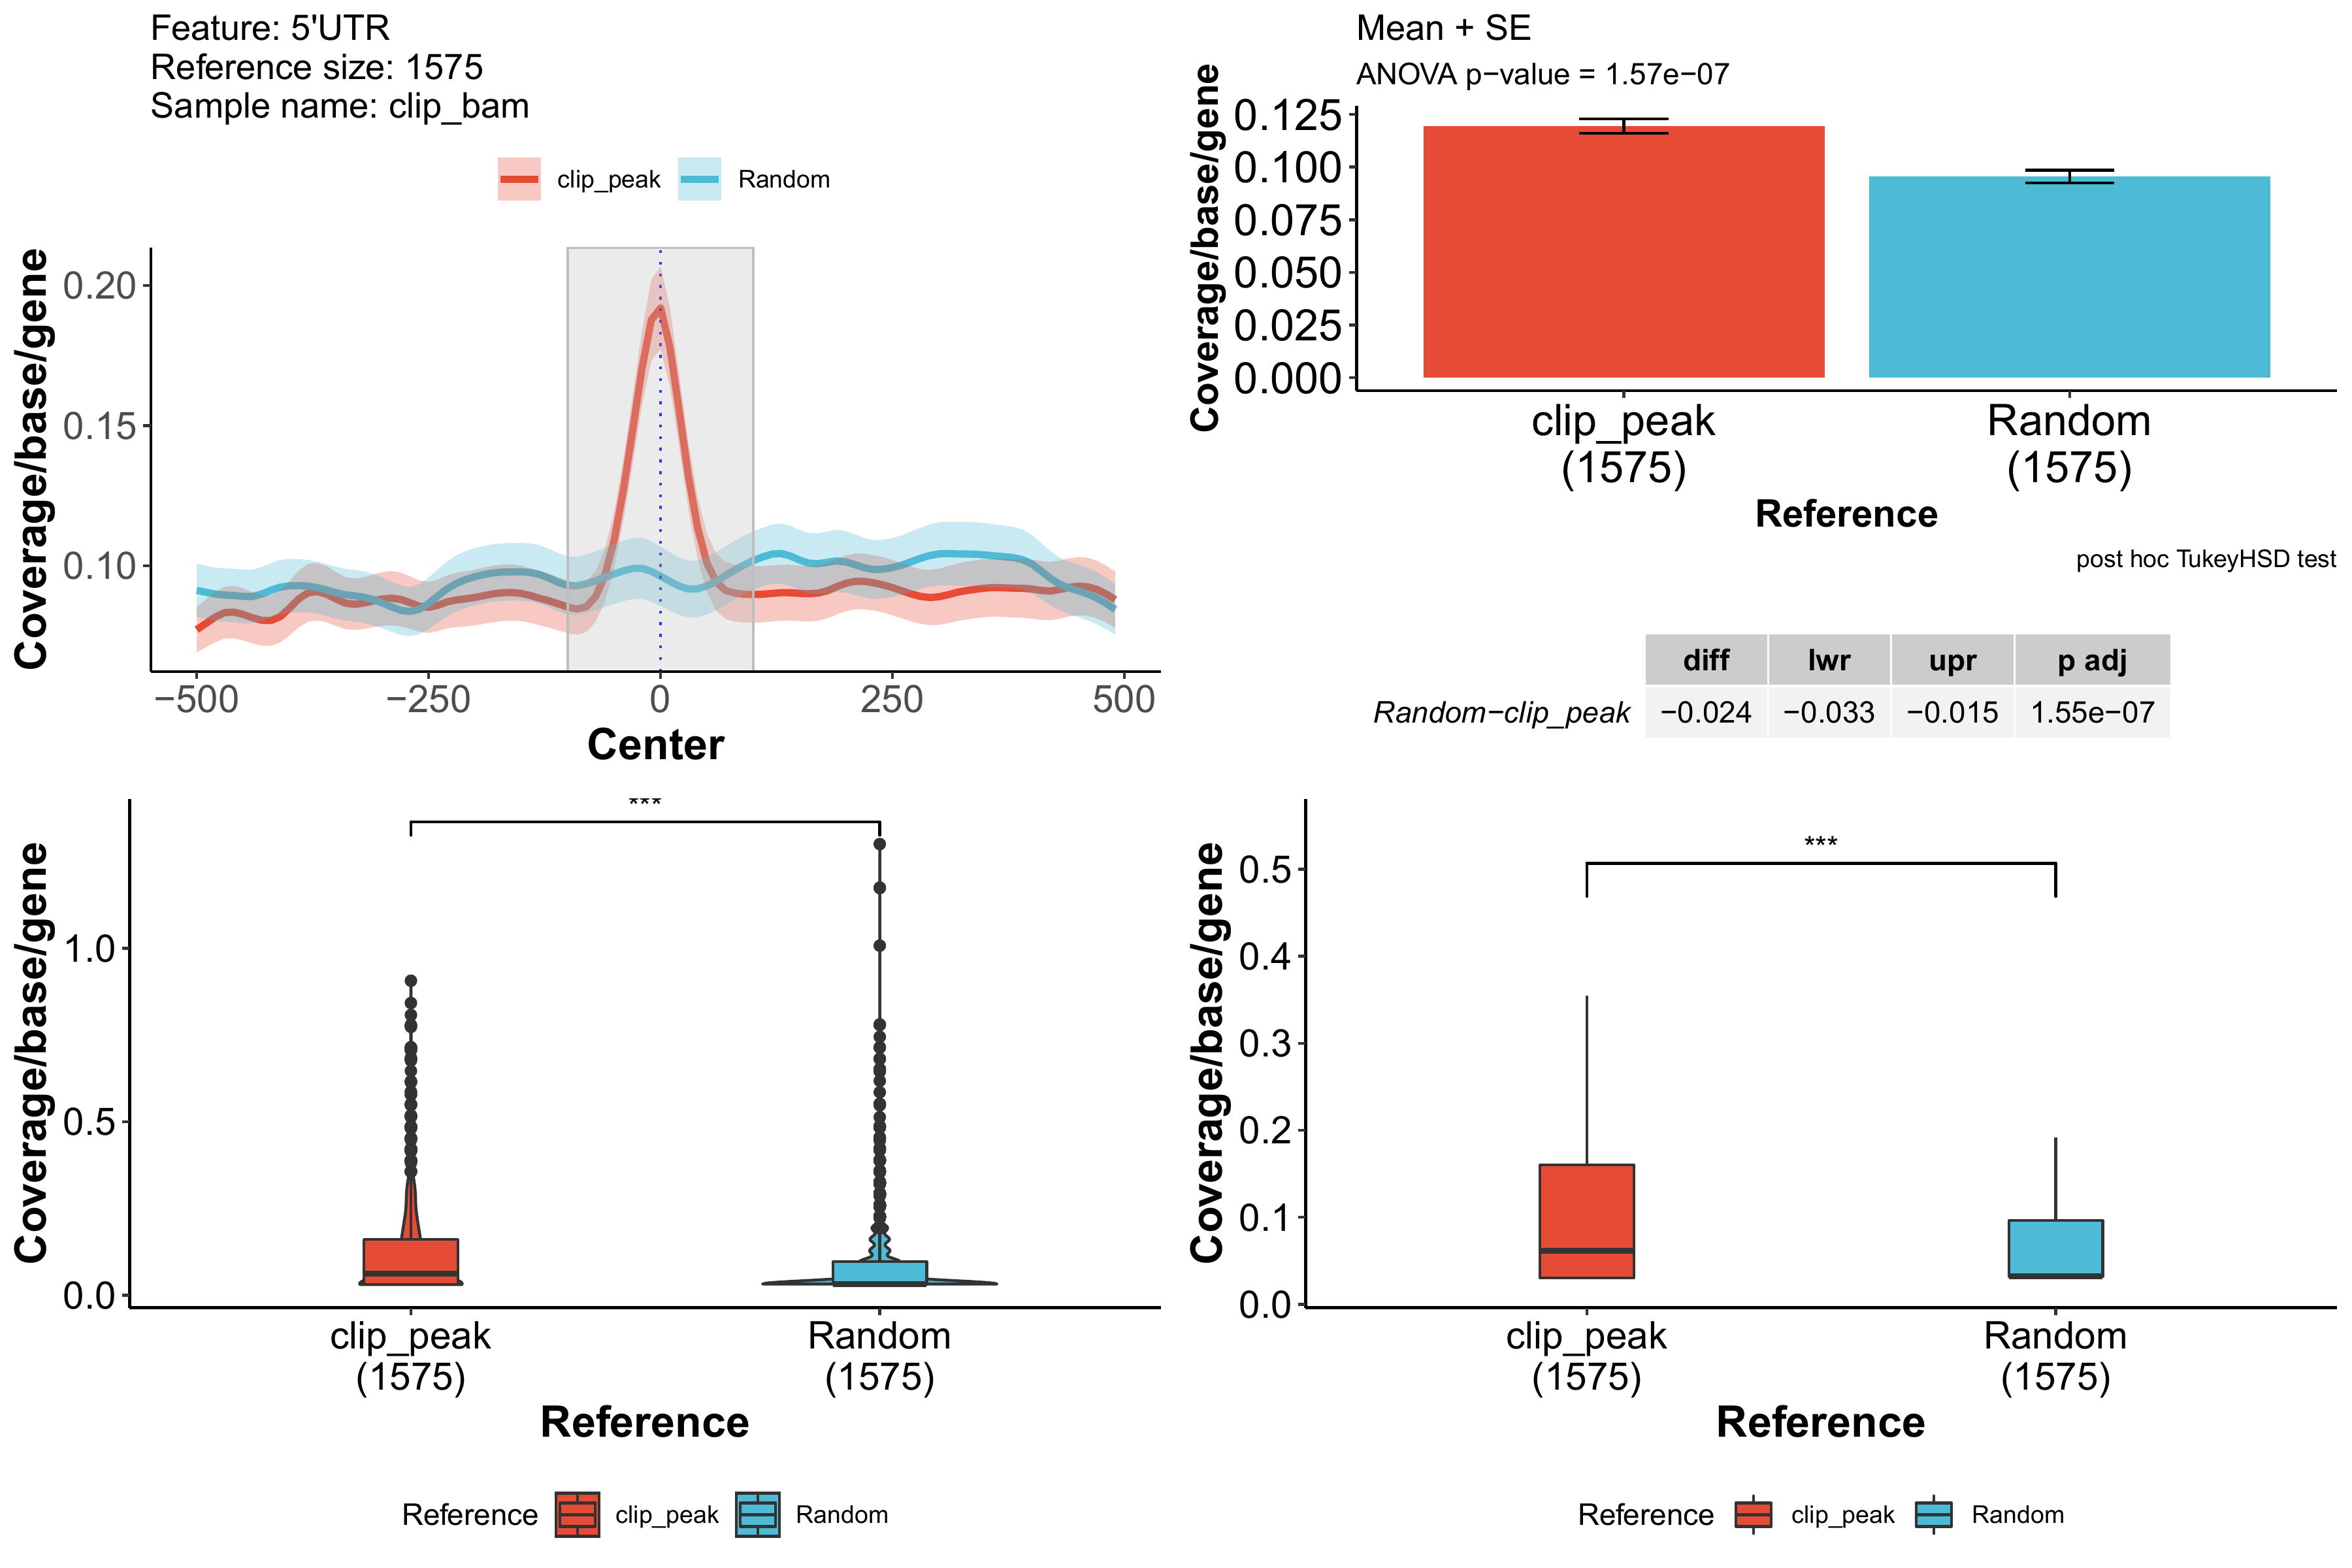 Feature: 5'UTR
Reference size: 1575
Sample name: clip_bam
clip_peak Random
Coverage/base/gene
0.20
0.15
0.10
−500 −250 0 250 500
Center
Mean + SE
ANOVA p−value = 1.57e−07
Coverage/base/gene
0.125
0.100
0.075
0.050
0.025
0.000
clip_peak Random
(1575) (1575)
Reference
post hoc TukeyHSD test
diff lwr upr p adj
Random−clip_peak −0.024 −0.033 −0.015 1.55e−07
***
Coverage/base/gene
1.0
0.5
0.0
clip_peak Random
(1575) (1575)
Reference
Reference clip_peak Random
***
Coverage/base/gene
0.5
0.4
0.3
0.2
0.1
0.0
clip_peak Random
(1575) (1575)
Reference
Reference clip_peak Random